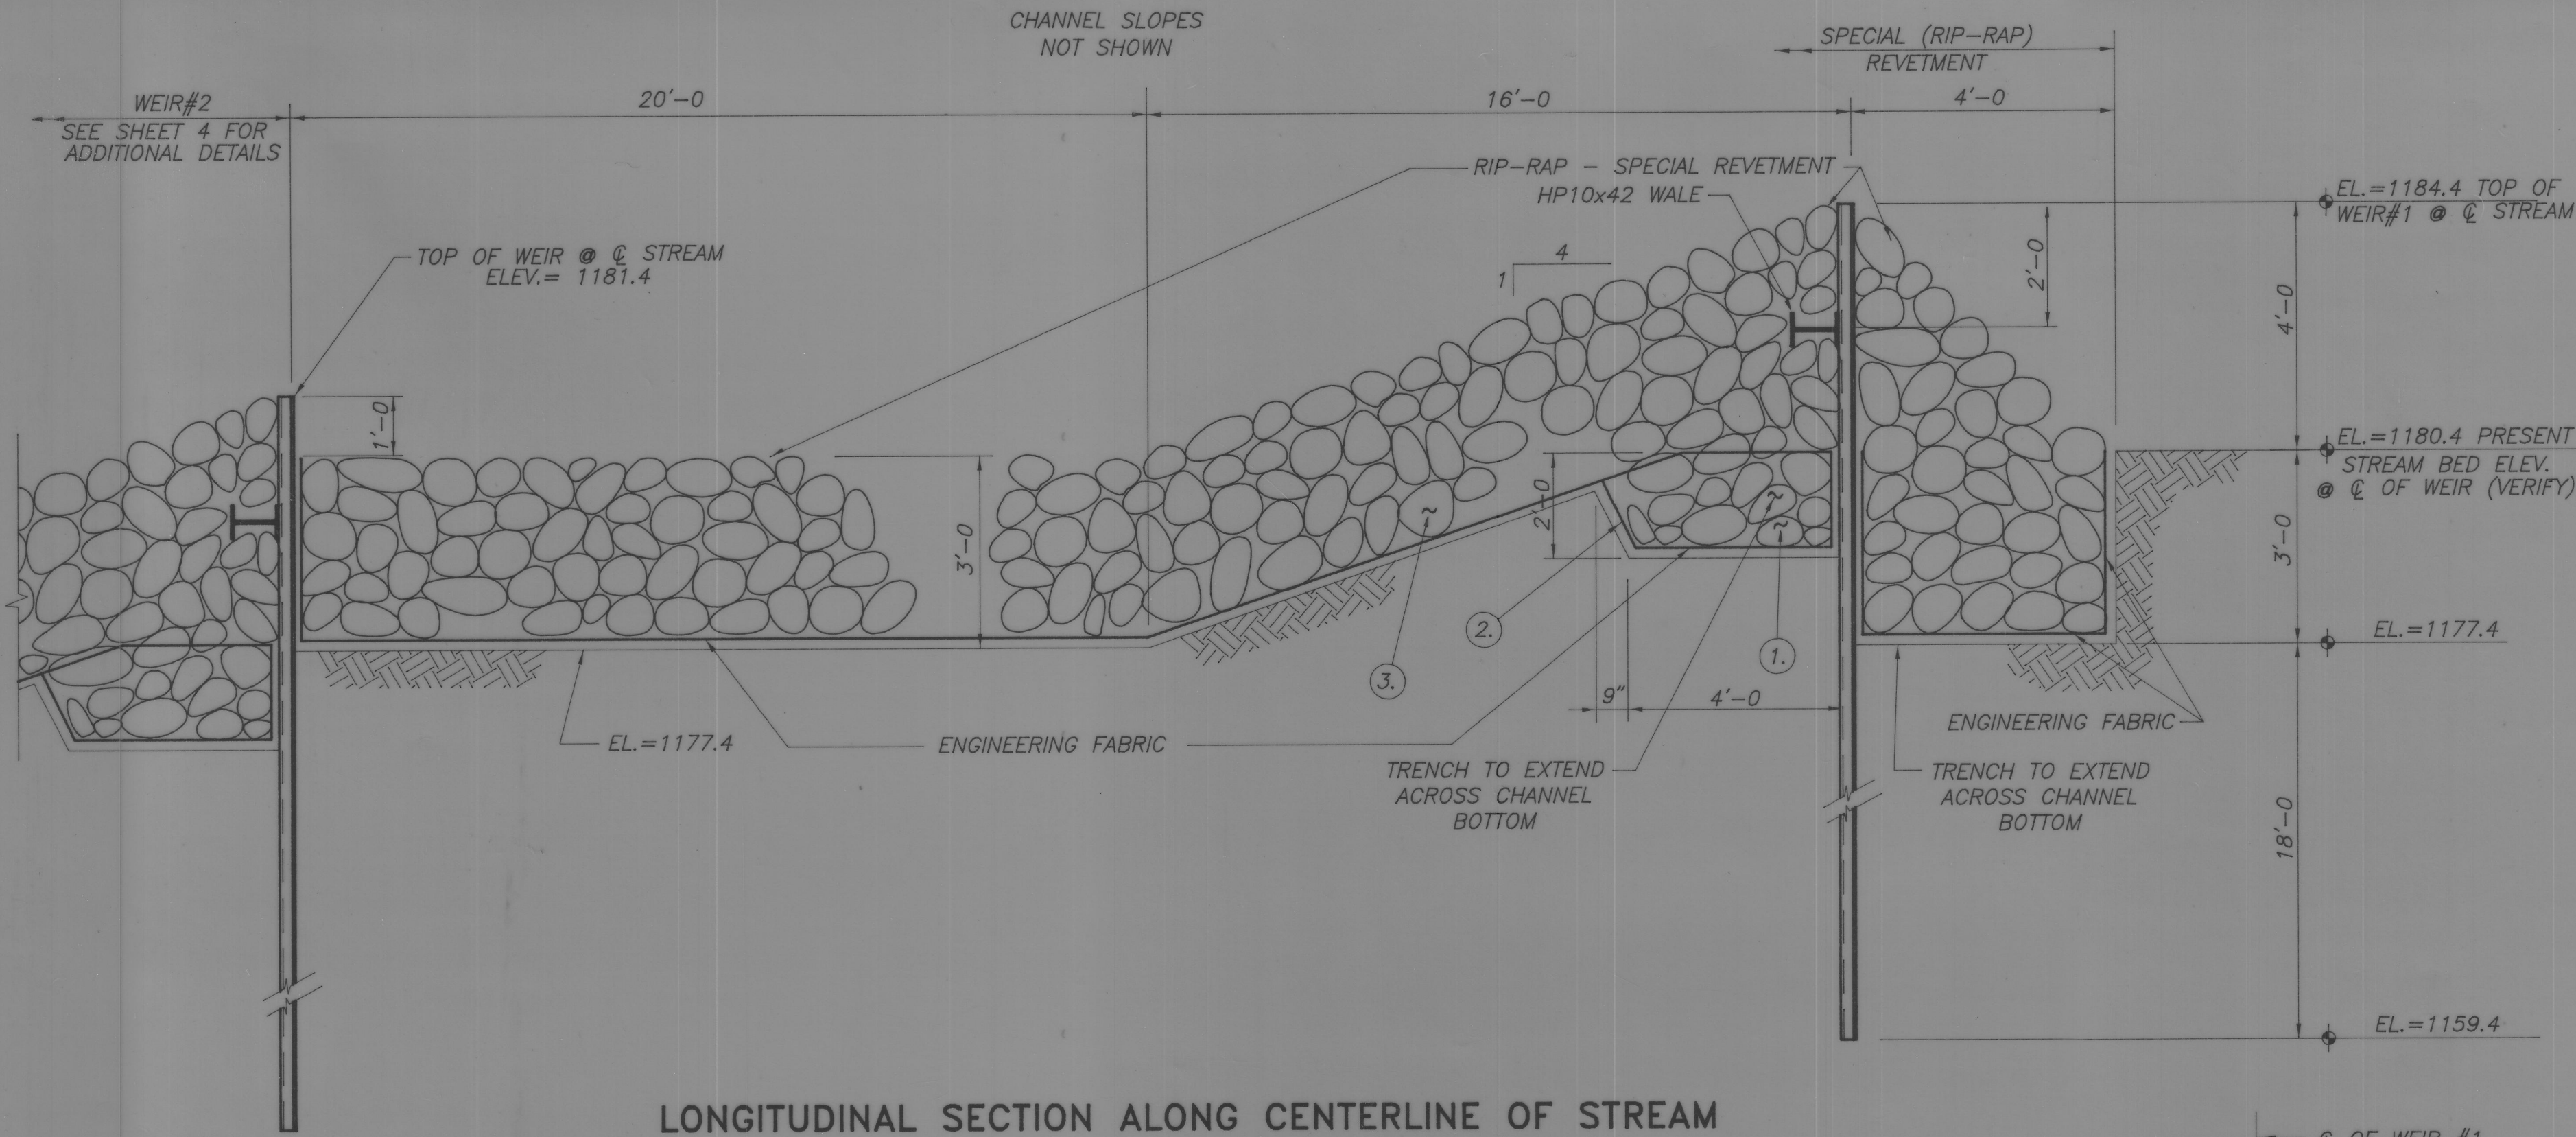 CHANNEL SLOPES
NOT SHOWN
SPECIAL (RIP-RAP)
REVETMENT
WEIR#2
SEE SHEET 4 FOR
ADDITIONAL DETAILS
20'-0
16'-0
4'-0
RIP-RAP - SPECIAL REVETMENT
HP10x42 WALE
EL.=1184.4 TOP OF
WEIR#1 @ ℄ STREAM
TOP OF WEIR @ ℄ STREAM
ELEV.= 1181.4
4
1
2'-0
4'-0
1'-0
EL.=1180.4 PRESENT
STREAM BED ELEV.
@ ℄ OF WEIR (VERIFY)
3'-0
2'-0
~
~
~
3'-0
2.
1.
3.
EL.=1177.4
9"
4'-0
ENGINEERING FABRIC
EL.=1177.4
ENGINEERING FABRIC
TRENCH TO EXTEND
ACROSS CHANNEL
BOTTOM
TRENCH TO EXTEND
ACROSS CHANNEL
BOTTOM
18'-0
EL.=1159.4
LONGITUDINAL SECTION ALONG CENTERLINE OF STREAM
℄ OF WEIR #1